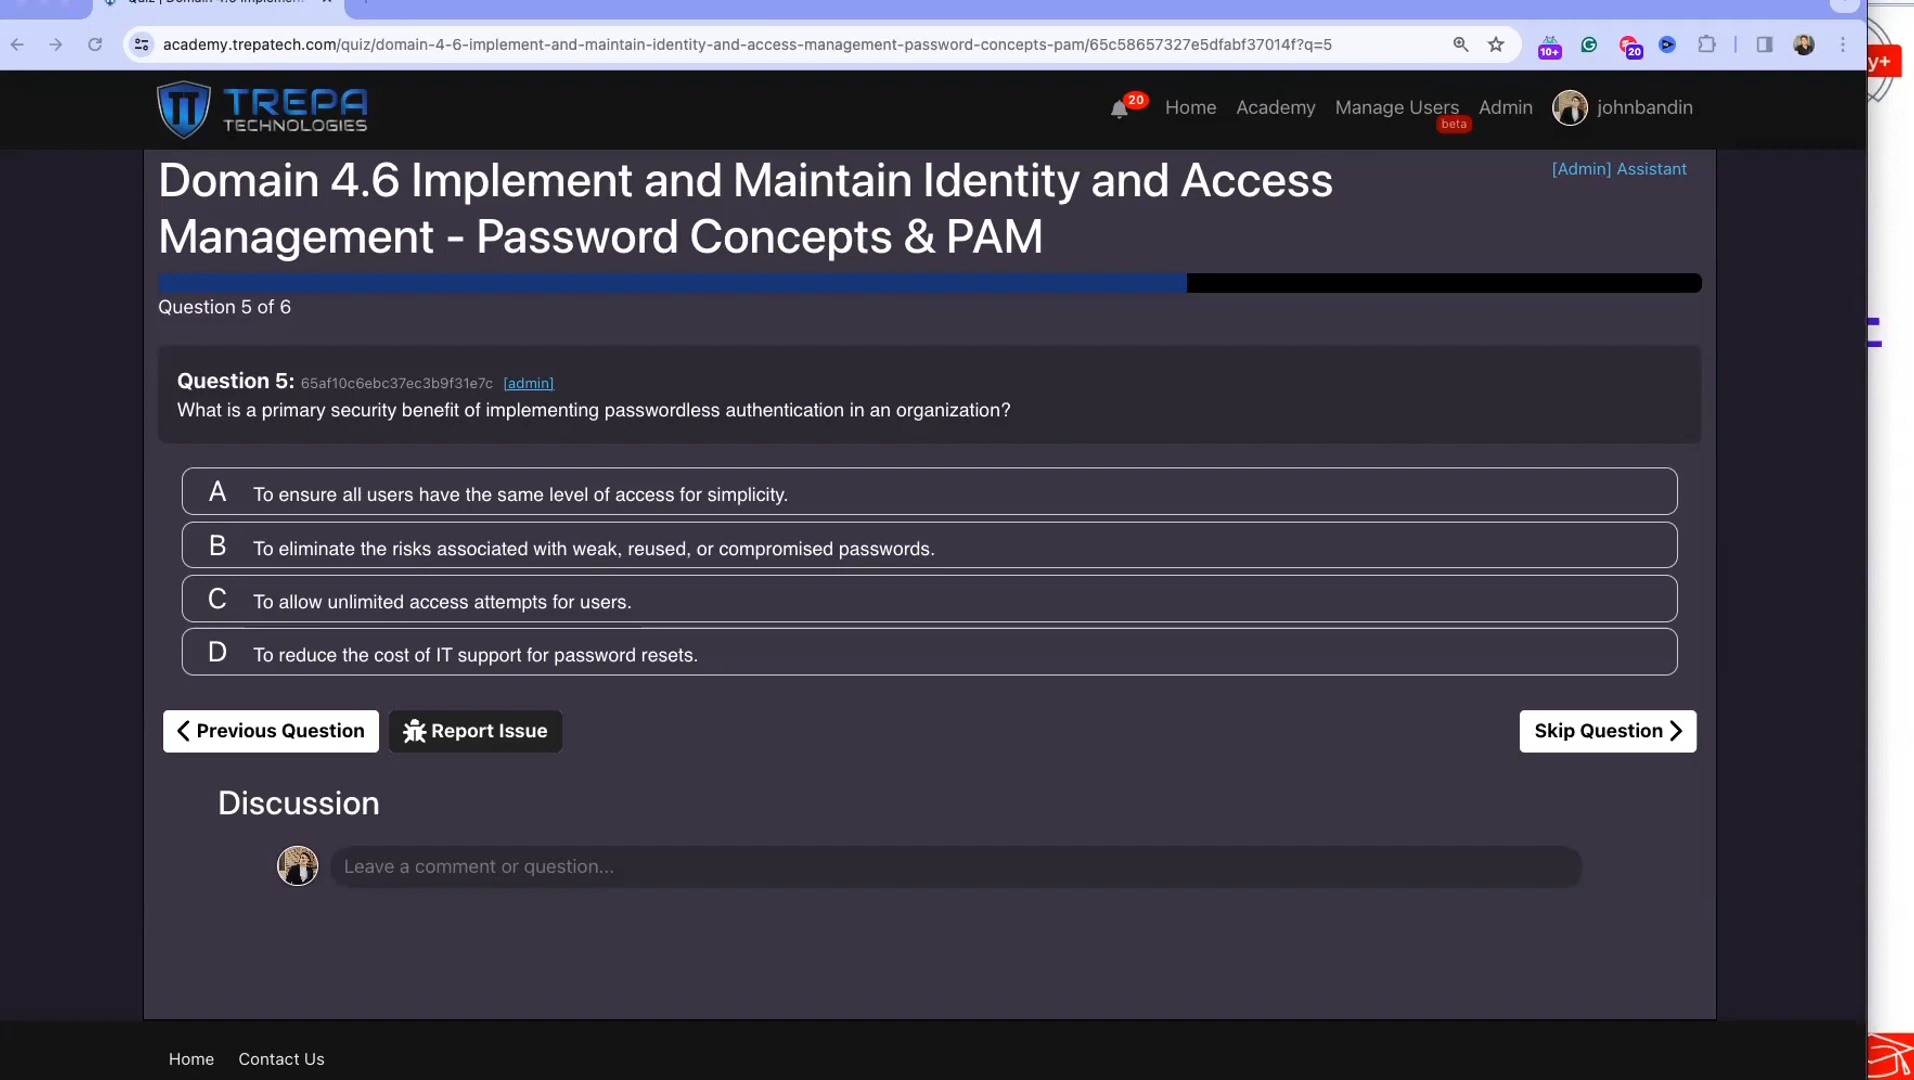 academy.trepatech.com/quiz/domain-4-6-implement-and-maintain-identity-and-access-management-password-concepts-pam/65c58657327e5dfabf37014f?q=5
10+
20
y+
TREPA
TECHNOLOGIES
20
Home
Academy
Manage Users
beta
Admin
johnbandin
Domain 4.6 Implement and Maintain Identity and Access
Management - Password Concepts & PAM
[Admin] Assistant
Question 5 of 6
Question 5: 65af10c6ebc37ec3b9f31e7c [admin]
What is a primary security benefit of implementing passwordless authentication in an organization?
A To ensure all users have the same level of access for simplicity.
B To eliminate the risks associated with weak, reused, or compromised passwords.
C To allow unlimited access attempts for users.
D To reduce the cost of IT support for password resets.
Previous Question
Report Issue
Skip Question
Discussion
Leave a comment or question...
Home
Contact Us